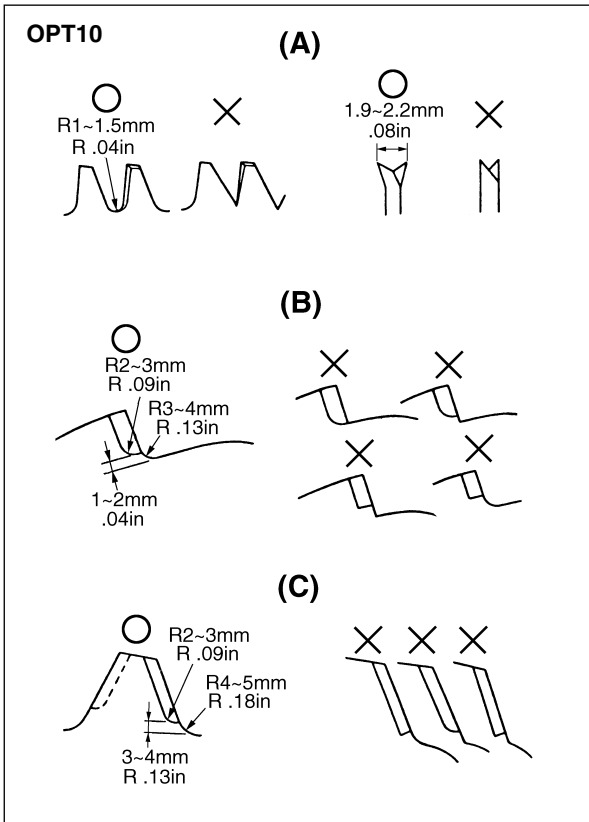 OPT10
(A)
R1~1.5mm
R .04in
1.9~2.2mm
.08in
(B)
R2~3mm
R .09in
R3~4mm
R .13in
1~2mm
.04in
(C)
R2~3mm
R .09in
R4~5mm
R .18in
3~4mm
R .13in